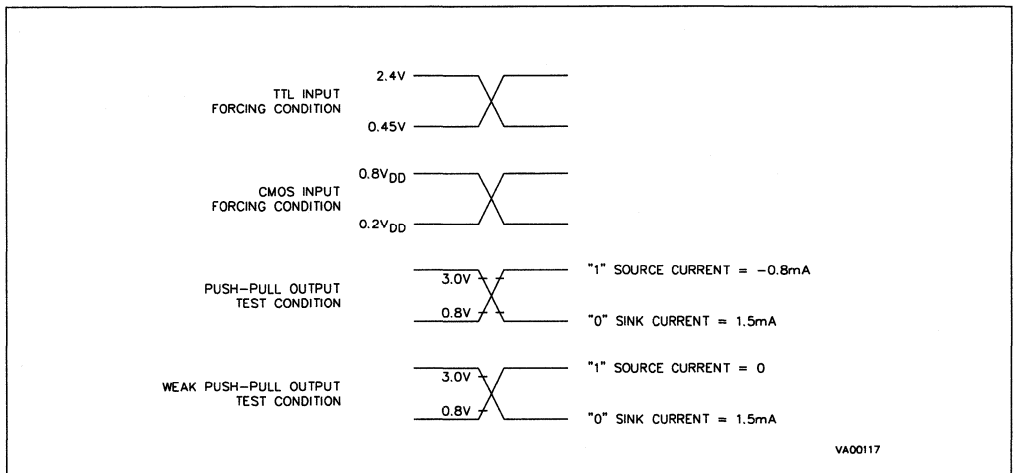 2.4V
TTL INPUT
FORCING CONDITION
0.45V
0.8VDD
CMOS INPUT
FORCING CONDITION
0.2VDD
3.0V
"1" SOURCE CURRENT = −0.8mA
PUSH−PULL OUTPUT
TEST CONDITION
0.8V
"0" SINK CURRENT = 1.5mA
3.0V
"1" SOURCE CURRENT = 0
WEAK PUSH−PULL OUTPUT
TEST CONDITION
0.8V
"0" SINK CURRENT = 1.5mA
VA00117